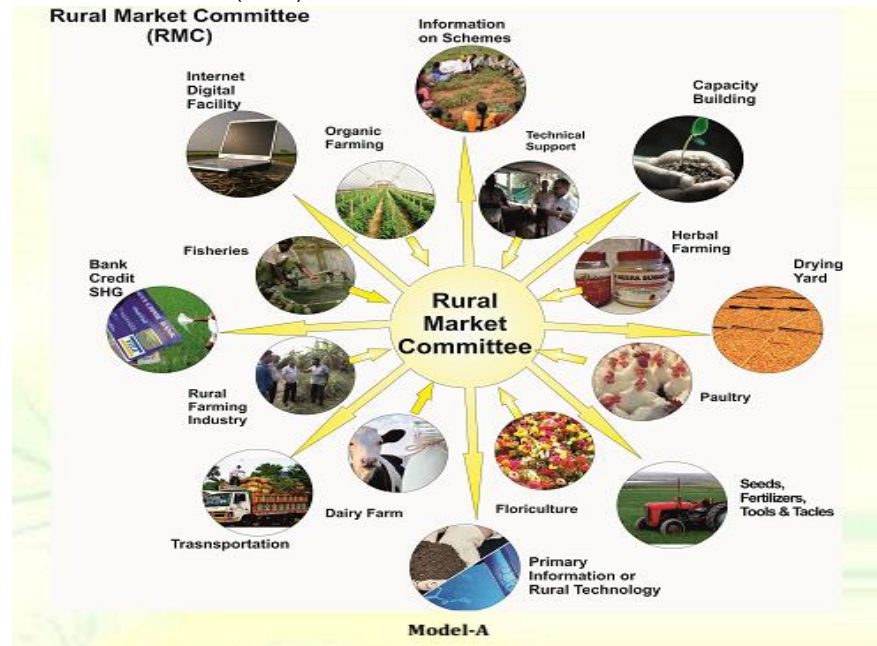 Rural Market Committee
(RMC)
Information
on Schemes
Internet
Digital
Facility
Capacity
Building
Organic
Farming
Technical
Support
Fisheries
Herbal
Farming
Bank
Credit
SHG
Drying
Yard
Rural
Market
Committee
Rural
Farming
Industry
Paultry
Dairy Farm
Floriculture
Seeds,
Fertilizers,
Tools & Tacles
Trasnsportation
Primary
Information or
Rural Technology
Model-A